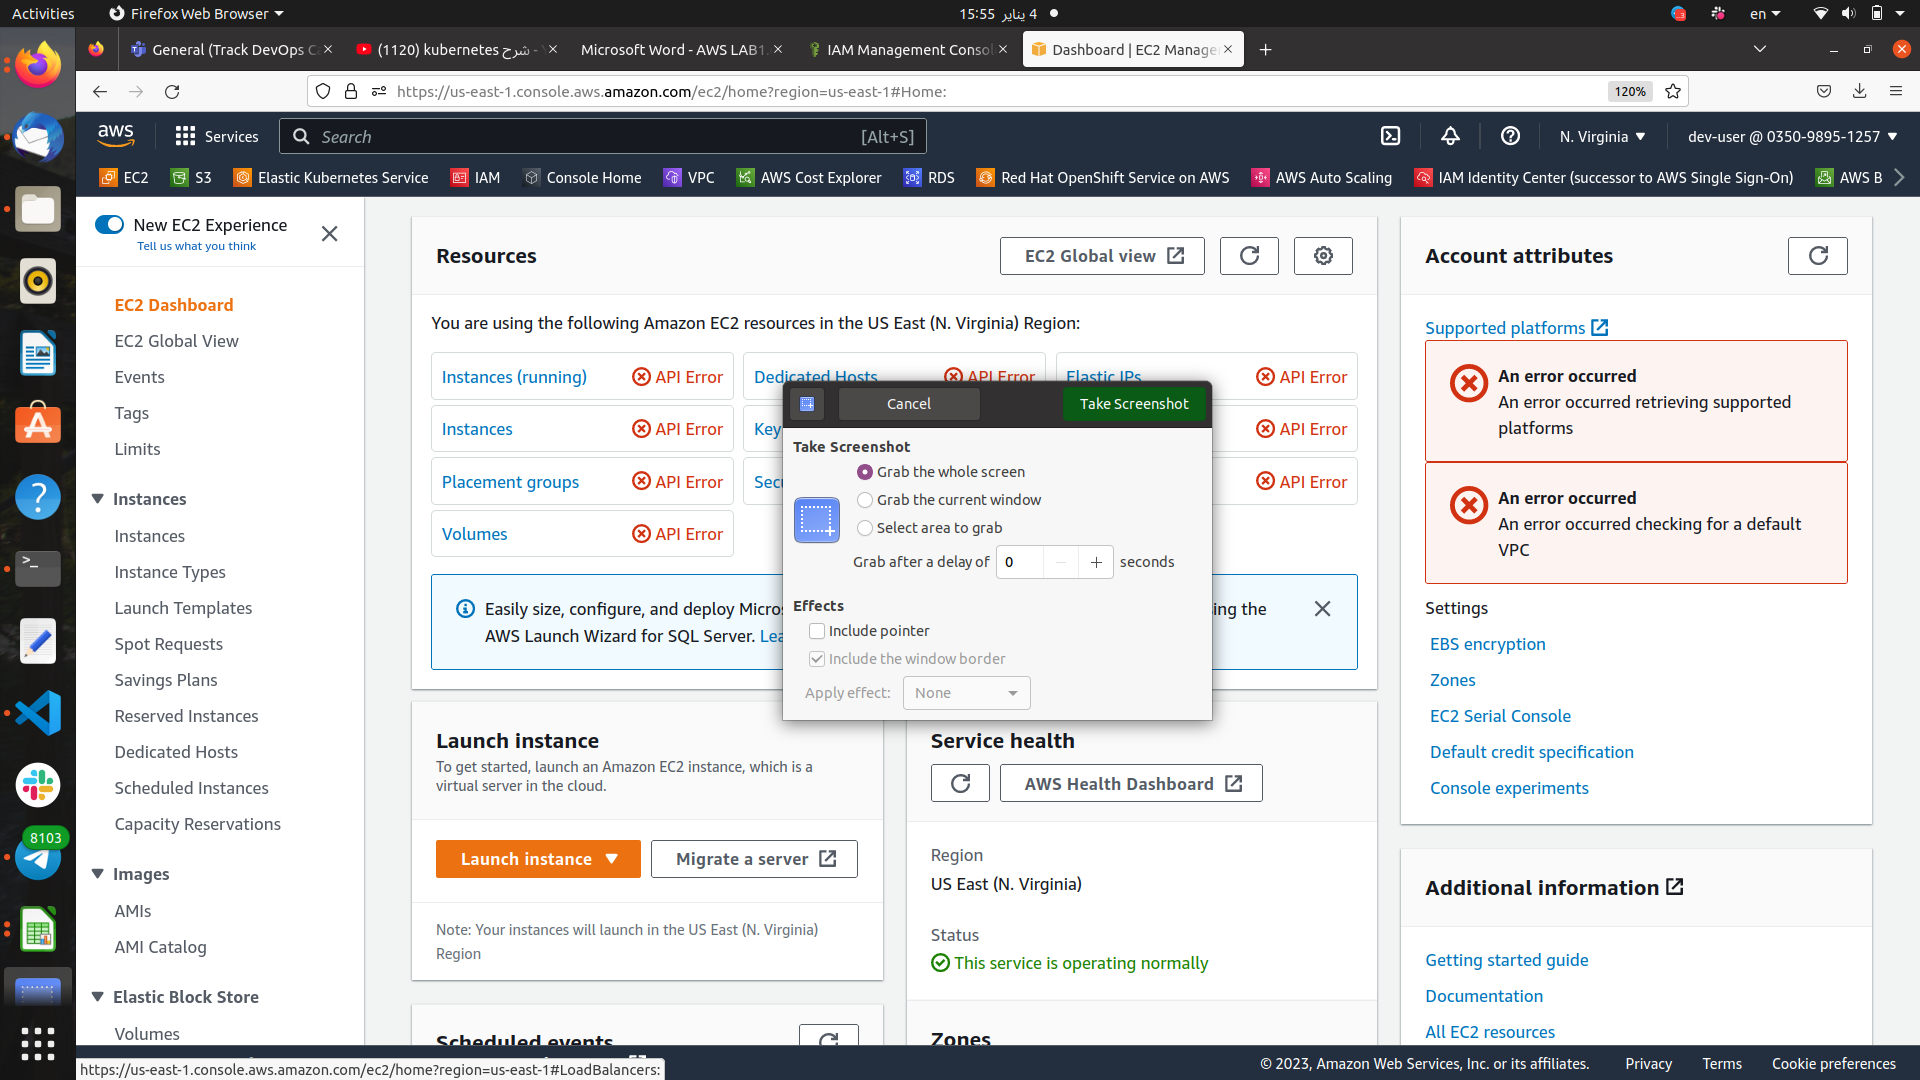 Activities
Firefox Web Browser
15:55 يناير 4
en
General (Track DevOps C
(1120) kubernetes شرح - Y
Microsoft Word - AWS LAB1.
IAM Management Consol
Dashboard | EC2 Manage
https://us-east-1.console.aws.amazon.com/ec2/home?region=us-east-1#Home:
120%
aws
Services
Search
[Alt+S]
N. Virginia
dev-user @ 0350-9895-1257
EC2
S3
Elastic Kubernetes Service
IAM
Console Home
VPC
AWS Cost Explorer
RDS
Red Hat OpenShift Service on AWS
AWS Auto Scaling
IAM Identity Center (successor to AWS Single Sign-On)
AWS B
New EC2 Experience
Tell us what you think
EC2 Dashboard
EC2 Global View
Events
Tags
Limits
Instances
Instances
Instance Types
Launch Templates
Spot Requests
Savings Plans
Reserved Instances
Dedicated Hosts
Scheduled Instances
Capacity Reservations
Images
AMIs
AMI Catalog
Elastic Block Store
Volumes
8103
Resources
EC2 Global view
You are using the following Amazon EC2 resources in the US East (N. Virginia) Region:
Instances (running)
API Error
Dedicated Hosts
API Error
Elastic IPs
API Error
Instances
API Error
Key
API Error
Placement groups
API Error
Secu
API Error
Volumes
API Error
Easily size, configure, and deploy Micros
ing the
AWS Launch Wizard for SQL Server. Lea
Cancel
Take Screenshot
Take Screenshot
Grab the whole screen
Grab the current window
Select area to grab
Grab after a delay of 0 seconds
Effects
Include pointer
Include the window border
Apply effect: None
Launch instance
To get started, launch an Amazon EC2 instance, which is a
virtual server in the cloud.
Launch instance
Migrate a server
Note: Your instances will launch in the US East (N. Virginia)
Region
Scheduled events
Service health
AWS Health Dashboard
Region
US East (N. Virginia)
Status
This service is operating normally
Zones
Account attributes
Supported platforms
An error occurred
An error occurred retrieving supported
platforms
An error occurred
An error occurred checking for a default
VPC
Settings
EBS encryption
Zones
EC2 Serial Console
Default credit specification
Console experiments
Additional information
Getting started guide
Documentation
All EC2 resources
https://us-east-1.console.aws.amazon.com/ec2/home?region=us-east-1#LoadBalancers:
© 2023, Amazon Web Services, Inc. or its affiliates.
Privacy
Terms
Cookie preferences